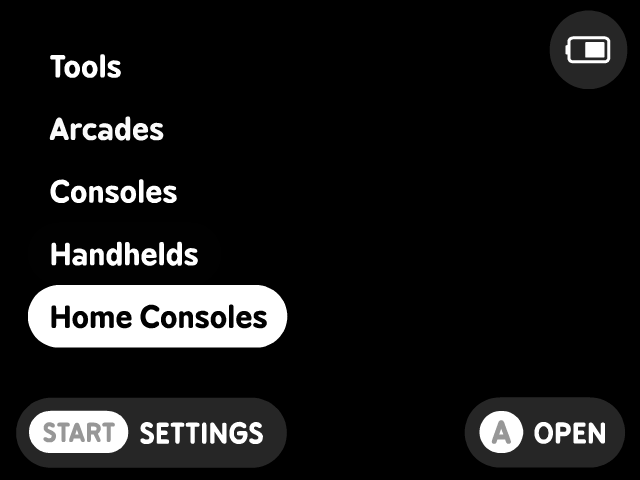 Tools
Arcades
Consoles
Handhelds
Home Consoles
START SETTINGS
A OPEN